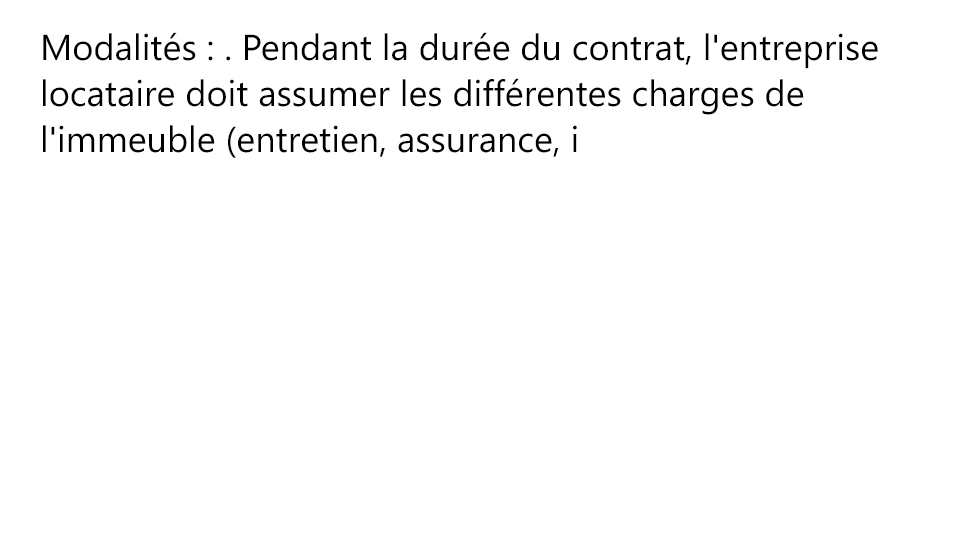 Modalités : . Pendant la durée du contrat, l'entreprise
locataire doit assumer les différentes charges de
l'immeuble (entretien, assurance, i